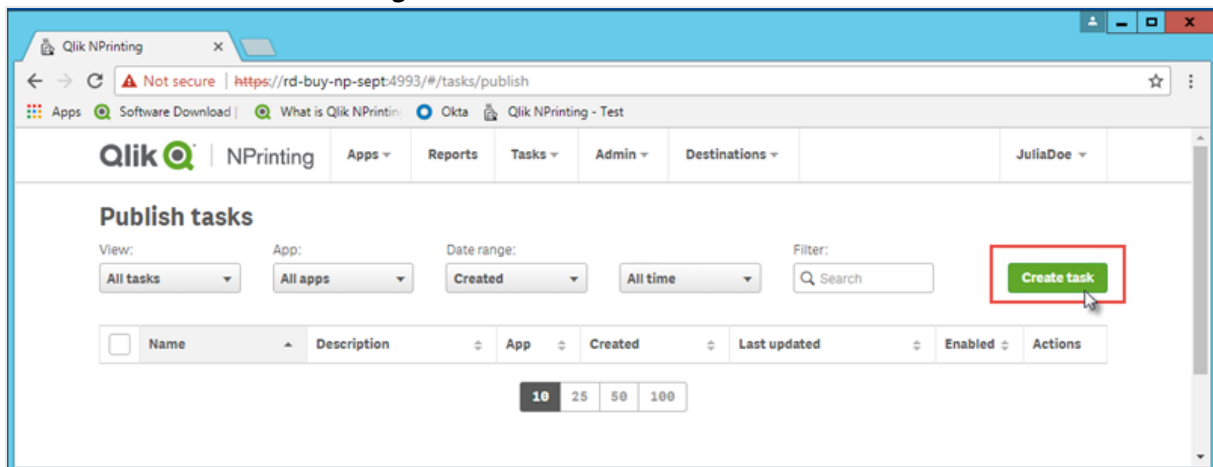 Qlik NPrinting
Not secure | https://rd-buy-np-sept:4993/#/tasks/publish
Apps Software Download | What is Qlik NPrinting Okta Qlik NPrinting - Test
Qlik NPrinting Apps Reports Tasks Admin Destinations JuliaDoe
Publish tasks
View: App: Date range: Filter:
All tasks All apps Created All time Search Create task
Name Description App Created Last updated Enabled Actions
10 25 50 100